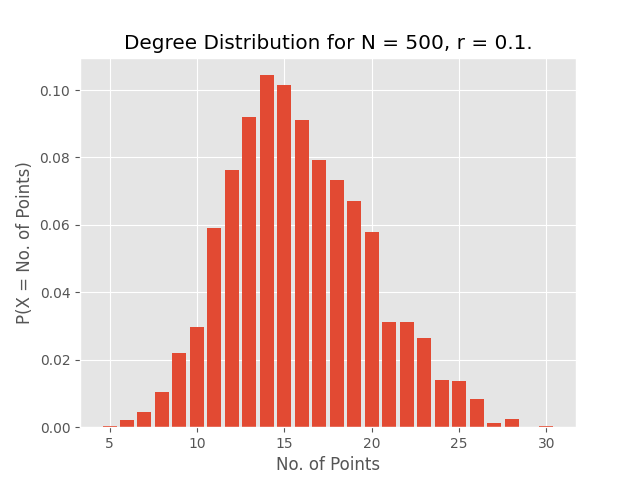 Degree Distribution for N = 500, r = 0.1.
P(X = No. of Points)
0.10
0.08
0.06
0.04
0.02
0.00
5 10 15 20 25 30
No. of Points